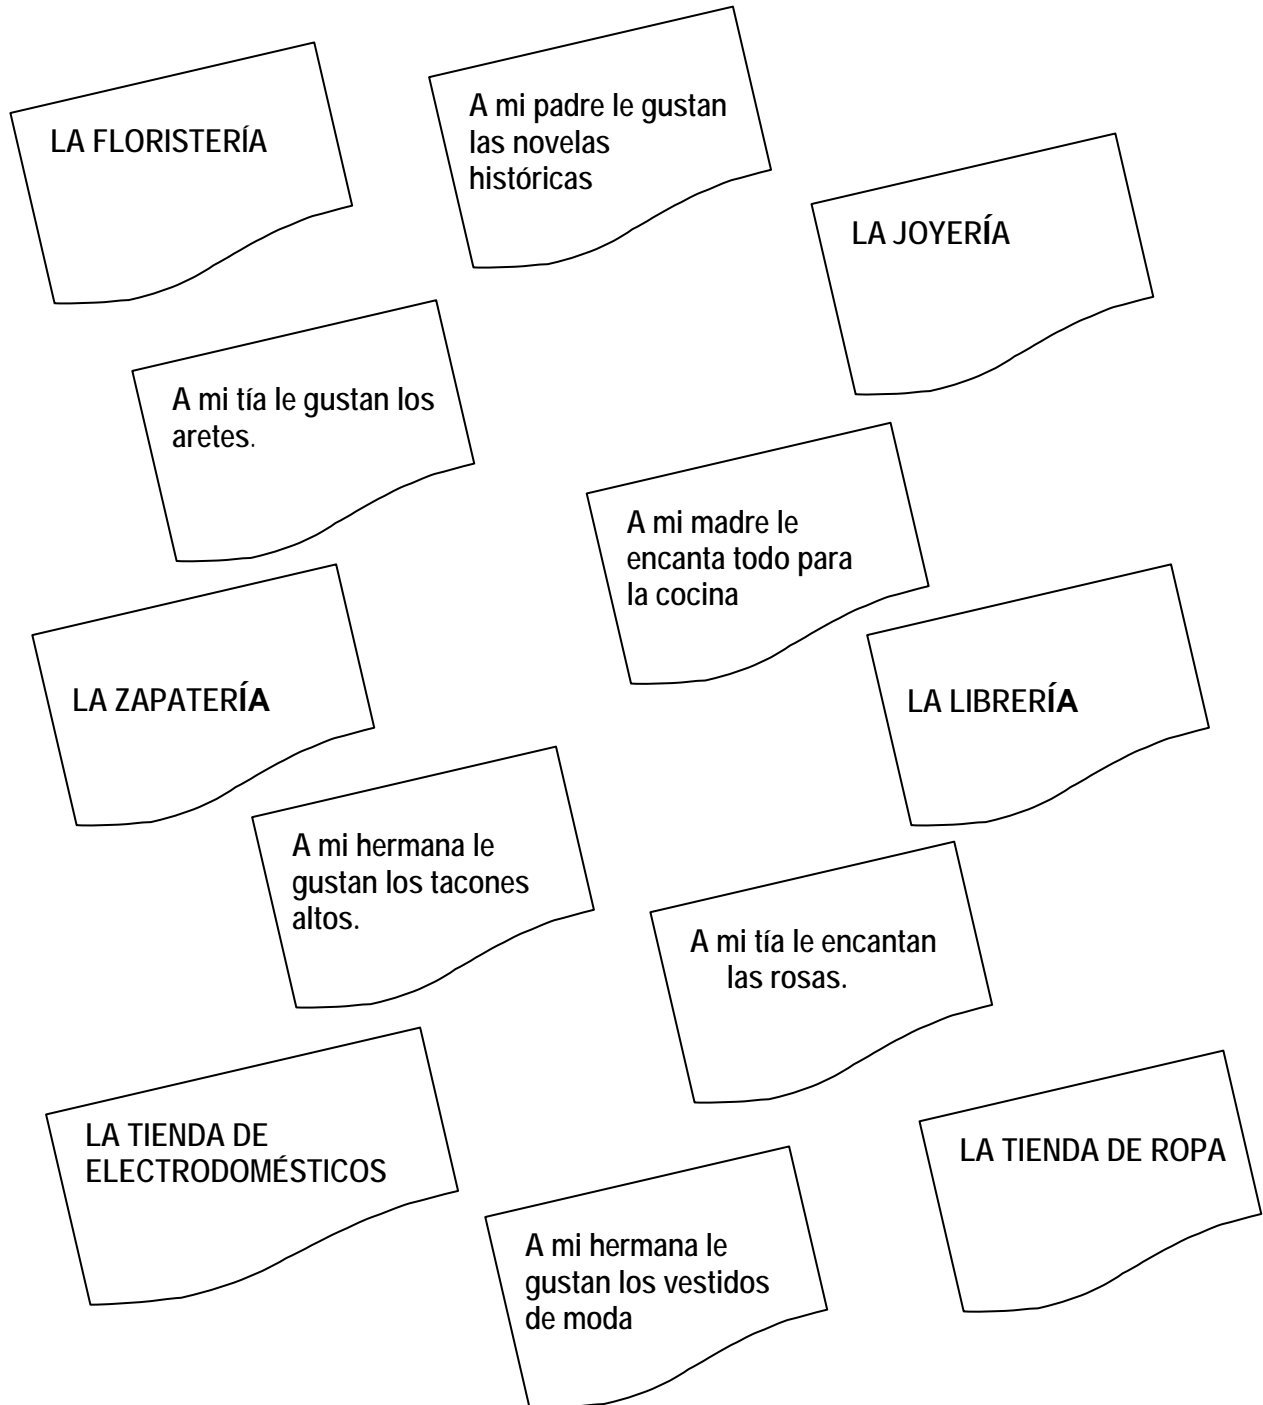 LA FLORISTERÍA
A mi padre le gustan
las novelas
históricas
LA JOYERÍA
A mi tía le gustan los
aretes.
A mi madre le
encanta todo para
la cocina
LA ZAPATERÍA
LA LIBRERÍA
A mi hermana le
gustan los tacones
altos.
A mi tía le encantan
las rosas.
LA TIENDA DE
ELECTRODOMÉSTICOS
LA TIENDA DE ROPA
A mi hermana le
gustan los vestidos
de moda